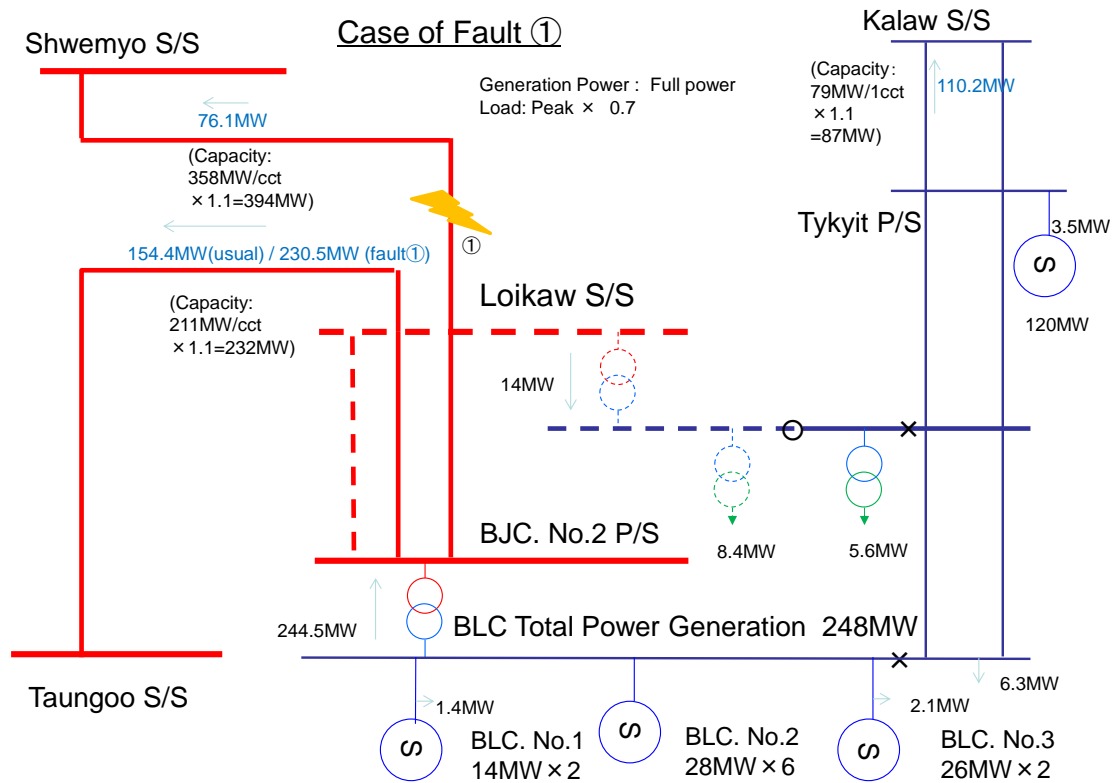 Case of Fault ①
Shwemyo S/S
Kalaw S/S
Generation Power : Full power
Load: Peak × 0.7
(Capacity:
79MW/1cct
×1.1
=87MW)
110.2MW
76.1MW
(Capacity:
358MW/cct
×1.1=394MW)
①
154.4MW(usual) / 230.5MW (fault①)
(Capacity:
211MW/cct
×1.1=232MW)
Tykyit P/S
3.5MW
S
120MW
Loikaw S/S
14MW
8.4MW
5.6MW
BJC. No.2 P/S
244.5MW
BLC Total Power Generation 248MW
Taungoo S/S
6.3MW
1.4MW
2.1MW
S
S
S
BLC. No.1
14MW×2
BLC. No.2
28MW×6
BLC. No.3
26MW×2